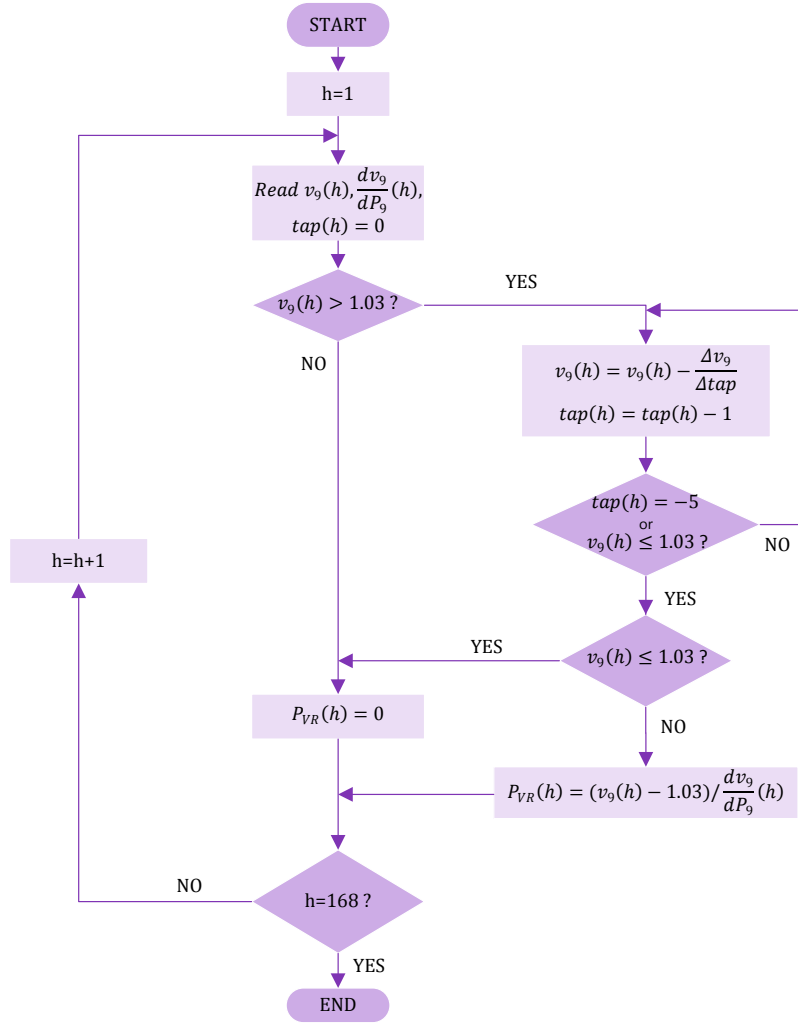 START
h=1
Read v₉(h), dv₉/dP₉ (h),
tap(h) = 0
v₉(h) > 1.03 ?
YES
NO
v₉(h) = v₉(h) − Δv₉/Δtap
tap(h) = tap(h) − 1
tap(h) = −5
or
v₉(h) ≤ 1.03 ?
NO
YES
h=h+1
v₉(h) ≤ 1.03 ?
YES
NO
P_VR(h) = 0
P_VR(h) = (v₉(h) − 1.03)/ dv₉/dP₉ (h)
h=168 ?
NO
YES
END